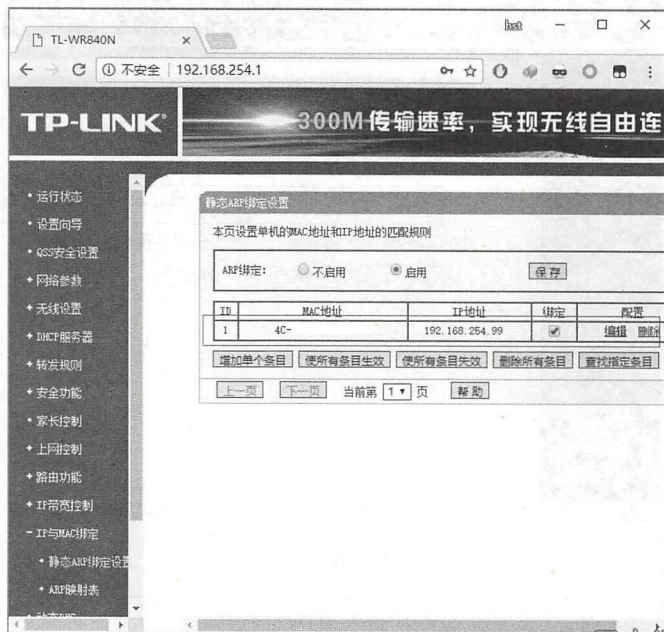 hst
TL-WR840N
不安全 192.168.254.1
TP-LINK®
300M 传输速率，实现无线自由连
• 运行状态
• 设置向导
• QSS安全设置
+ 网络参数
+ 无线设置
+ DHCP服务器
+ 转发规则
+ 安全功能
• 家长控制
+ 上网控制
+ 路由功能
+ IP带宽控制
- IP与MAC绑定
• 静态ARP绑定设置
• ARP映射表
• 动态DNS
静态ARP绑定设置
本页设置单机的MAC地址和IP地址的匹配规则
ARP绑定： 不启用 启用 保存
ID MAC地址 IP地址 绑定 配置
1 4C- 192.168.254.99 编辑 删除
增加单个条目 使所有条目生效 使所有条目失效 删除所有条目 查找指定条目
上一页 下一页 当前第 1 页 帮助